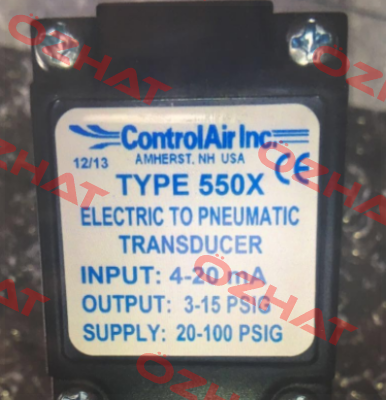 ControlAir Inc.
12/13
AMHERST, NH USA
TYPE 550X CE
ELECTRIC TO PNEUMATIC
TRANSDUCER
INPUT: 4-20 mA
OUTPUT: 3-15 PSIG
SUPPLY: 20-100 PSIG
ÖZHAT
ÖZHAT
ÖZHAT
ÖZHAT
ÖZHAT